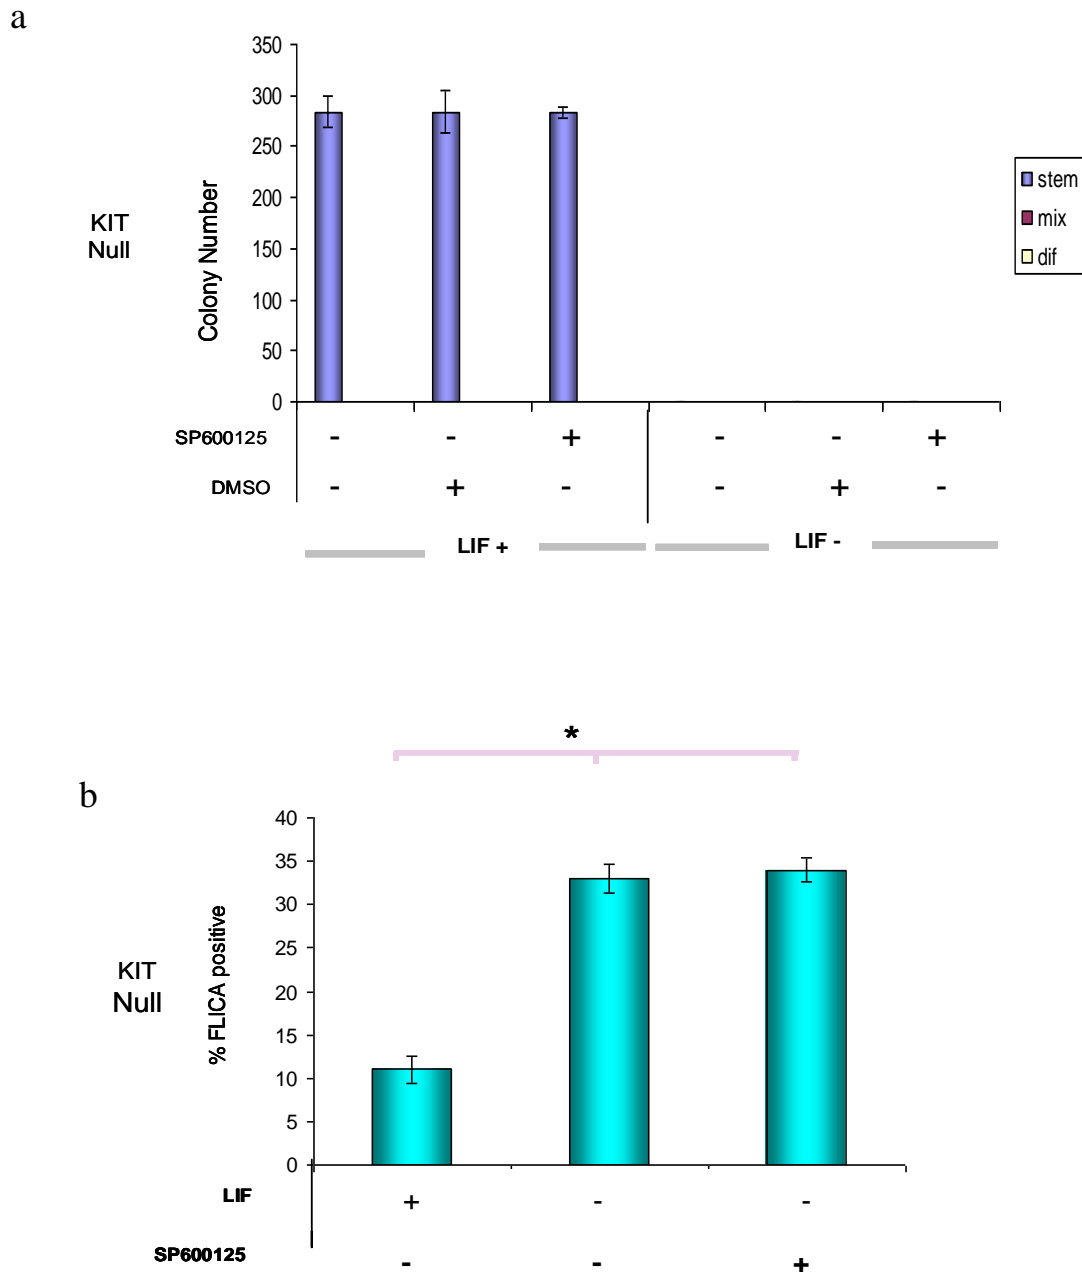 a
350
300
250
200
150
100
50
0
Colony Number
KIT
Null
stem
mix
dif
SP600125 - - + - - +
DMSO - + - - + -
LIF + LIF -
*
b
40
35
30
25
20
15
10
5
0
% FLICA positive
KIT
Null
LIF + - -
SP600125 - - +